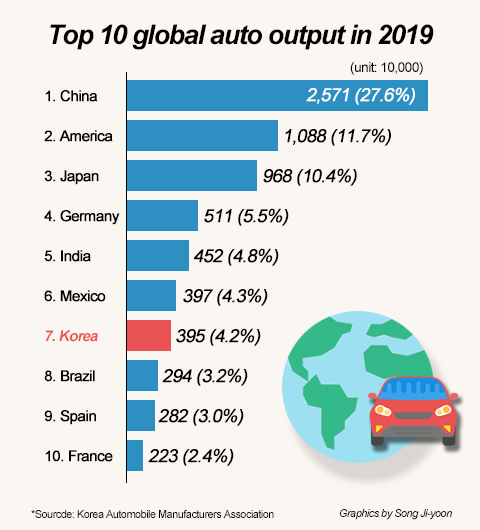 Top 10 global auto output in 2019
(unit: 10,000)
1. China 2,571 (27.6%)
2. America 1,088 (11.7%)
3. Japan 968 (10.4%)
4. Germany 511 (5.5%)
5. India 452 (4.8%)
6. Mexico 397 (4.3%)
7. Korea 395 (4.2%)
8. Brazil 294 (3.2%)
9. Spain 282 (3.0%)
10. France 223 (2.4%)
*Sourcde: Korea Automobile Manufacturers Association Graphics by Song Ji-yoon